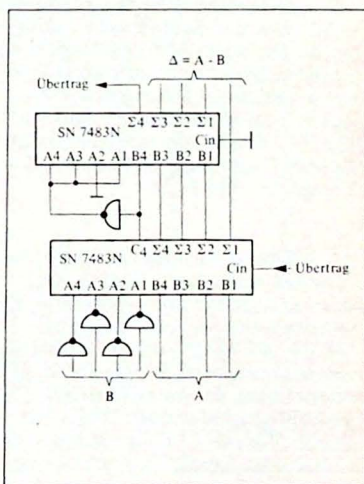 Δ = A - B
Übertrag
Σ4 Σ3 Σ2 Σ1
SN 7483N
Cin
A4 A3 A2 A1 B4 B3 B2 B1
C4 Σ4 Σ3 Σ2 Σ1
SN 7483N
Cin
Übertrag
A4 A3 A2 A1 B4 B3 B2 B1
B
A